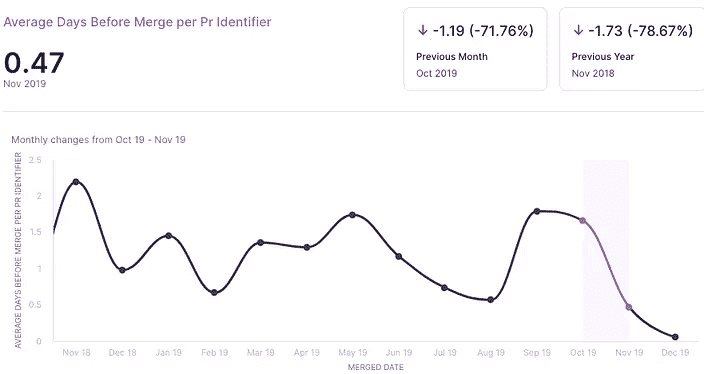 Average Days Before Merge per Pr Identifier
0.47
Nov 2019
↓ -1.19 (-71.76%)
Previous Month
Oct 2019
↓ -1.73 (-78.67%)
Previous Year
Nov 2018
Monthly changes from Oct 19 - Nov 19
AVERAGE DAYS BEFORE MERGE PER PR IDENTIFIER
2.5
2
1.5
1
0.5
0
Nov 18 Dec 18 Jan 19 Feb 19 Mar 19 Apr 19 May 19 Jun 19 Jul 19 Aug 19 Sep 19 Oct 19 Nov 19 Dec 19
MERGED DATE